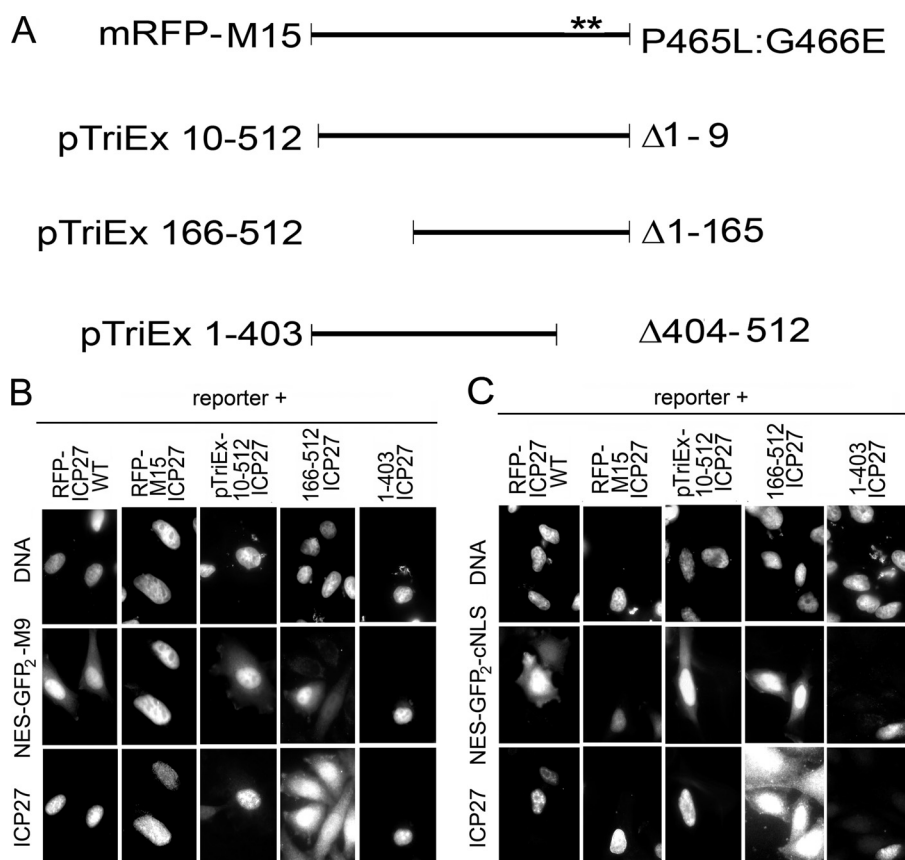 A
mRFP-M15
**
P465L:G466E
pTriEx 10-512
Δ1-9
pTriEx 166-512
Δ1-165
pTriEx 1-403
Δ404-512
B
reporter +
RFP-
ICP27
WT
RFP-
M15
ICP27
pTriEx-
10-512
ICP27
166-512
ICP27
1-403
ICP27
DNA
NES-GFP2-M9
ICP27
C
reporter +
RFP-
ICP27
WT
RFP-
M15
ICP27
pTriEx-
10-512
ICP27
166-512
ICP27
1-403
ICP27
DNA
NES-GFP2-cNLS
ICP27